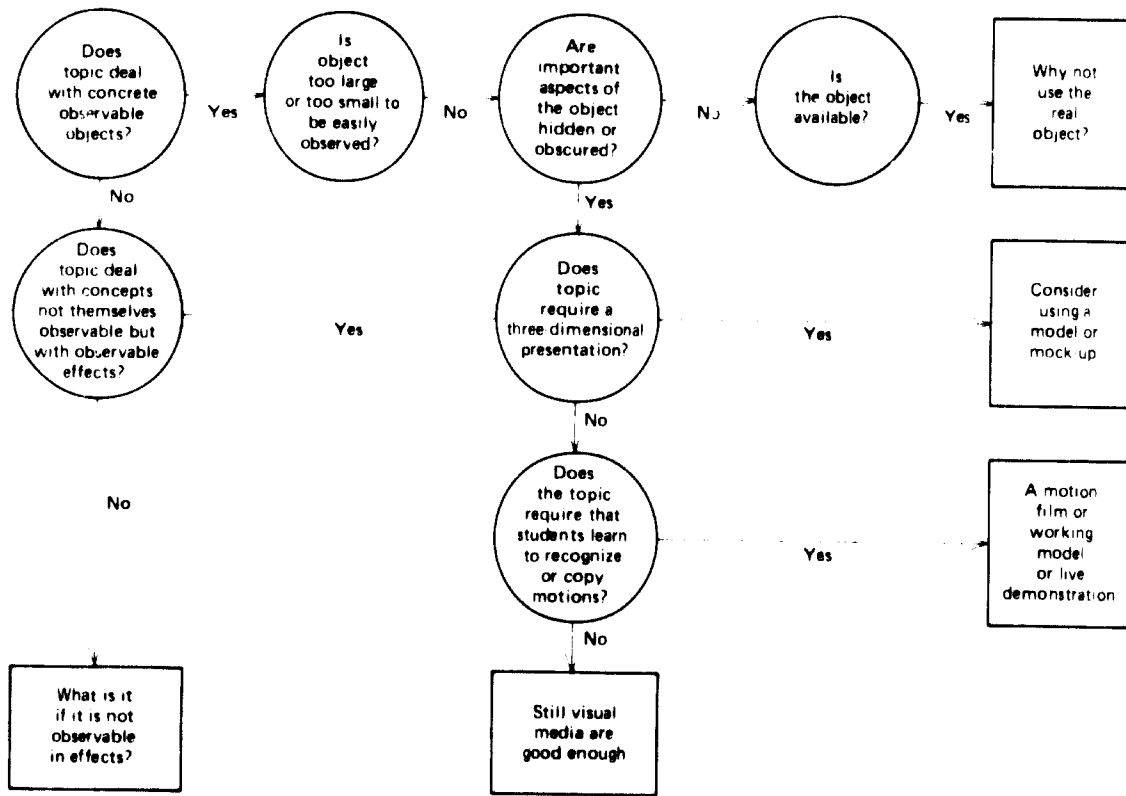 Does
topic deal
with concrete
observable
objects?
Yes
Is
object
too large
or too small to
be easily
observed?
No
Are
important
aspects of
the object
hidden or
obscured?
No
Is
the object
available?
Yes
Why not
use the
real
object?
No
Yes
Does
topic deal
with concepts
not themselves
observable but
with observable
effects?
Yes
Does
topic
require a
three dimensional
presentation?
Yes
Consider
using a
model or
mock-up
No
No
Does
the topic
require that
students learn
to recognize
or copy
motions?
Yes
A motion
film or
working
model
or live
demonstration
No
What is it
if it is not
observable
in effects?
Still visual
media are
good enough